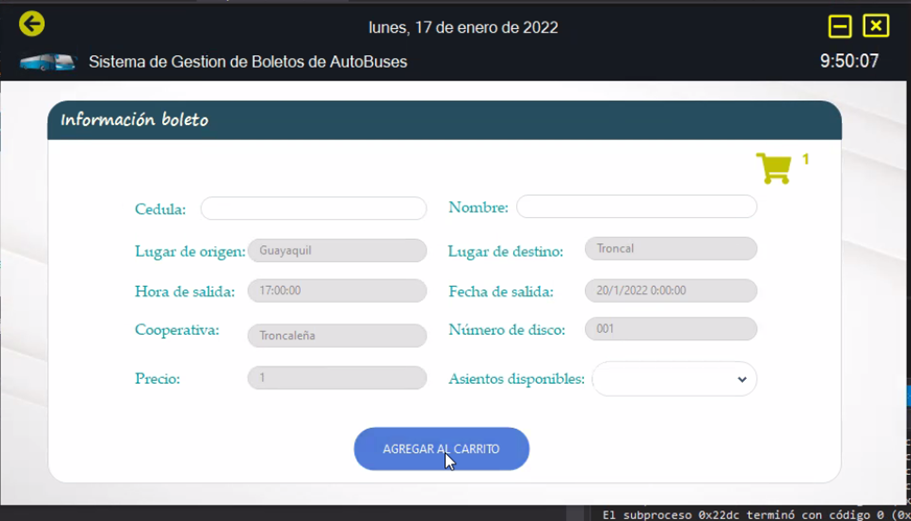 lunes, 17 de enero de 2022
Sistema de Gestion de Boletos de AutoBuses
9:50:07
Información boleto
1
Cedula:
Nombre:
Lugar de origen: Guayaquil
Lugar de destino: Troncal
Hora de salida: 17:00:00
Fecha de salida: 20/1/2022 0:00:00
Cooperativa: Troncaleña
Número de disco: 001
Precio: 1
Asientos disponibles:
AGREGAR AL CARRITO
El subproceso 0x22dc terminó con código 0 (0x